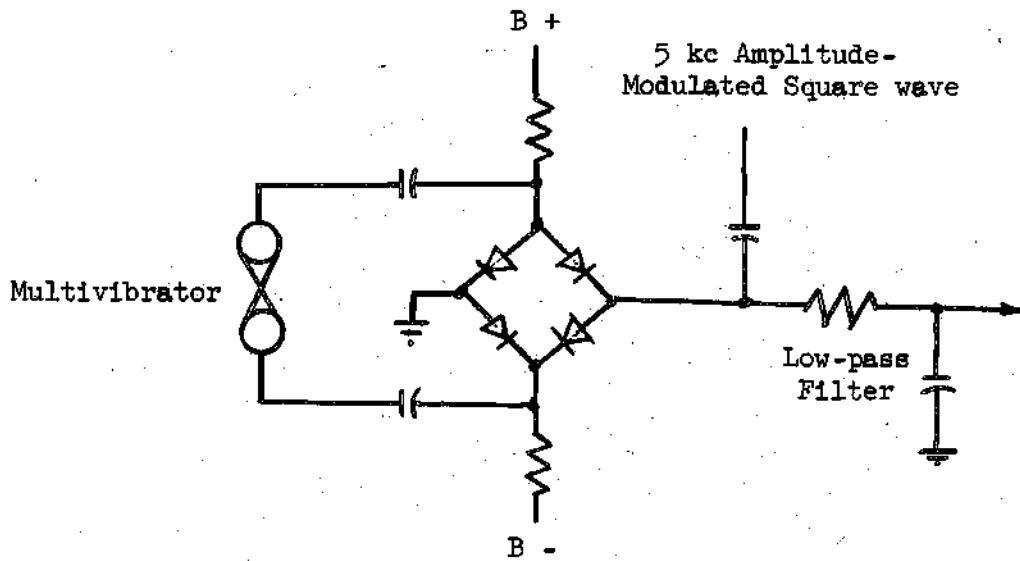 B +
5 kc Amplitude-
Modulated Square wave
Multivibrator
Low-pass
Filter
B -